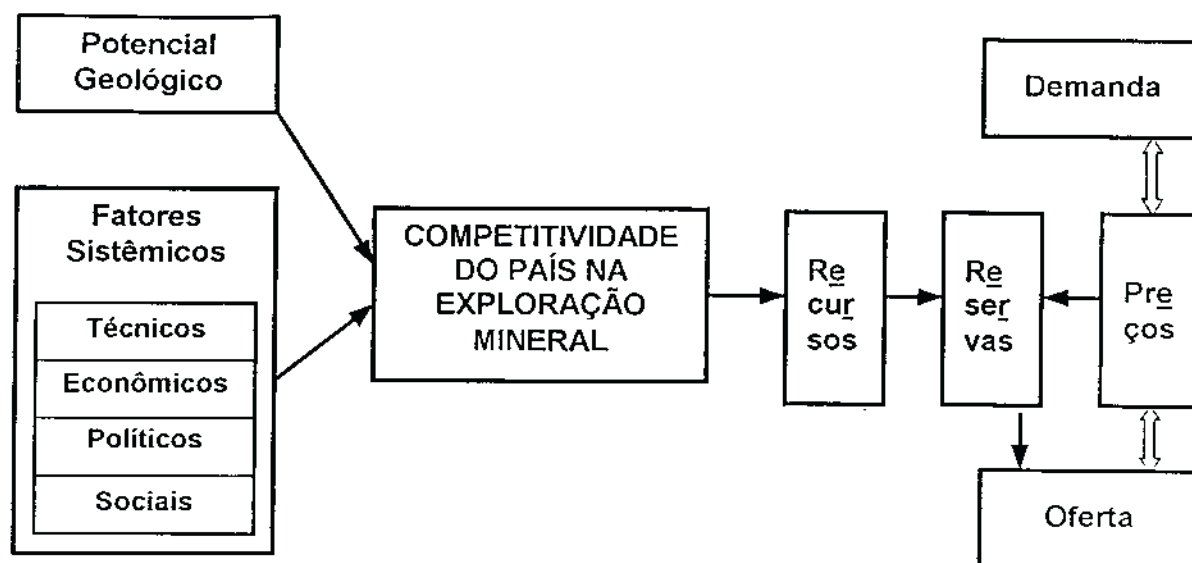 Potencial
Geológico
Fatores
Sistêmicos
Técnicos
Econômicos
Políticos
Sociais
COMPETITIVIDADE
DO PAÍS NA
EXPLORAÇÃO
MINERAL
Re
cur
sos
Re
ser
vas
Demanda
Pre
ços
Oferta